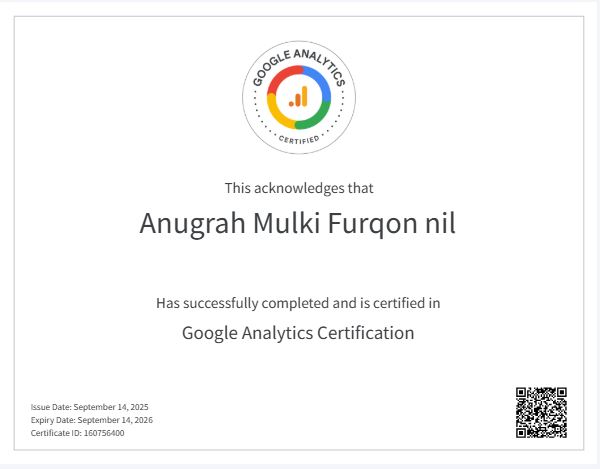 GOOGLE ANALYTICS
CERTIFIED
This acknowledges that
Anugrah Mulki Furqon nil
Has successfully completed and is certified in
Google Analytics Certification
Issue Date: September 14, 2025
Expiry Date: September 14, 2026
Certificate ID: 160756400